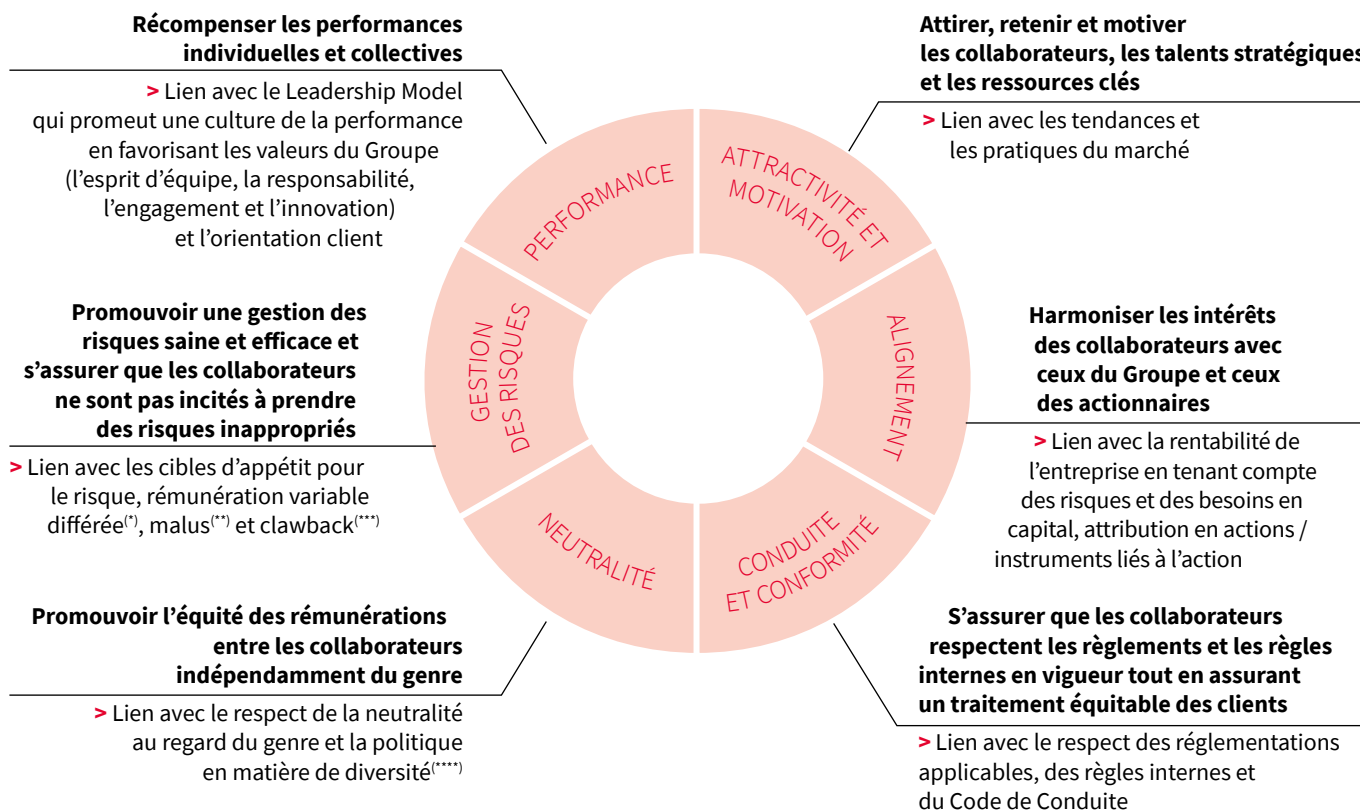 Récompenser les performances
individuelles et collectives
> Lien avec le Leadership Model
qui promeut une culture de la performance
en favorisant les valeurs du Groupe
(l’esprit d’équipe, la responsabilité,
l’engagement et l’innovation)
et l’orientation client
Attirer, retenir et motiver
les collaborateurs, les talents stratégiques
et les ressources clés
> Lien avec les tendances et
les pratiques du marché
PERFORMANCE
ATTRACTIVITÉ ET
MOTIVATION
Promouvoir une gestion des
risques saine et efficace et
s’assurer que les collaborateurs
ne sont pas incités à prendre
des risques inappropriés
> Lien avec les cibles d’appétit pour
le risque, rémunération variable
différée(*), malus(**) et clawback(***)
GESTION
DES RISQUES
ALIGNEMENT
Harmoniser les intérêts
des collaborateurs avec
ceux du Groupe et ceux
des actionnaires
> Lien avec la rentabilité de
l’entreprise en tenant compte
des risques et des besoins en
capital, attribution en actions /
instruments liés à l’action
NEUTRALITÉ
CONDUITE
ET CONFORMITÉ
Promouvoir l’équité des rémunérations
entre les collaborateurs
indépendamment du genre
> Lien avec le respect de la neutralité
au regard du genre et la politique
en matière de diversité(****)
S’assurer que les collaborateurs
respectent les règlements et les règles
internes en vigueur tout en assurant
un traitement équitable des clients
> Lien avec le respect des réglementations
applicables, des règles internes et
du Code de Conduite